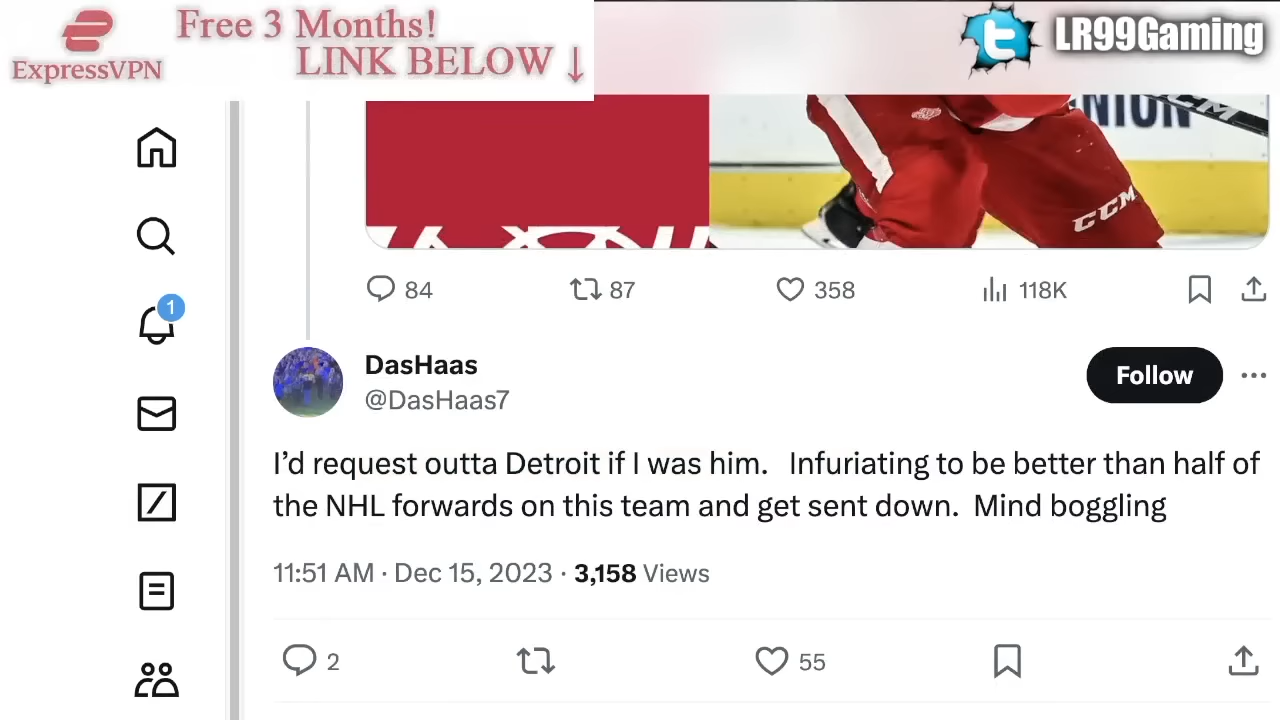 Free 3 Months!
LINK BELOW ↓
ExpressVPN
LR99Gaming
CCM
CCM
84 87 358 118K
1
DasHaas
@DasHaas7
Follow
I’d request outta Detroit if I was him. Infuriating to be better than half of
the NHL forwards on this team and get sent down. Mind boggling
11:51 AM · Dec 15, 2023 · 3,158 Views
2 55